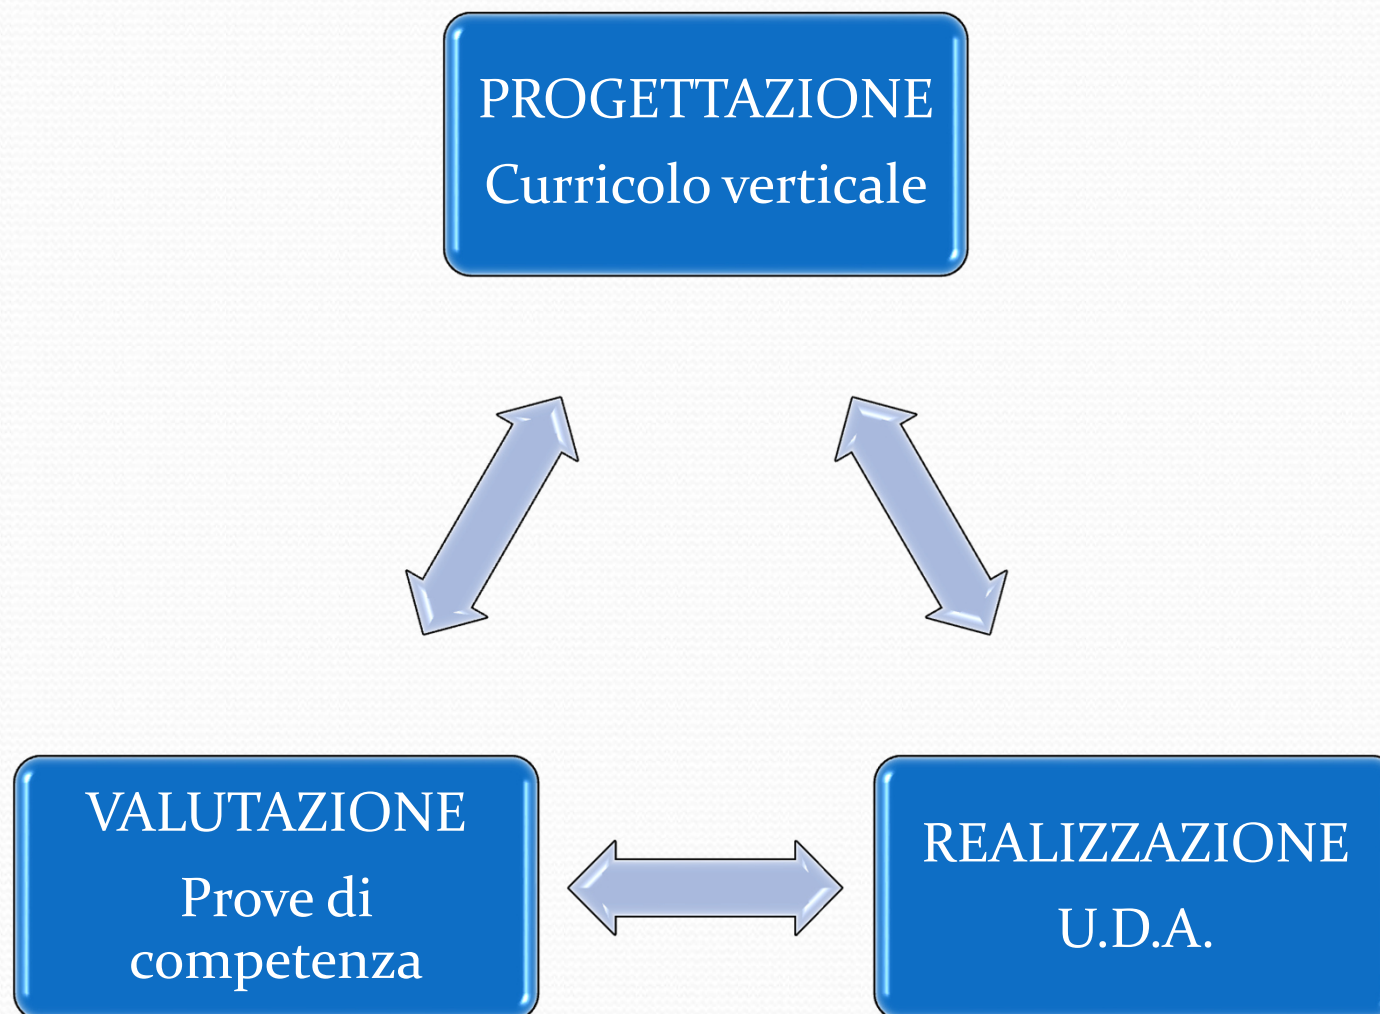 PROGETTAZIONE
Curricolo verticale
VALUTAZIONE
Prove di
competenza
REALIZZAZIONE
U.D.A.